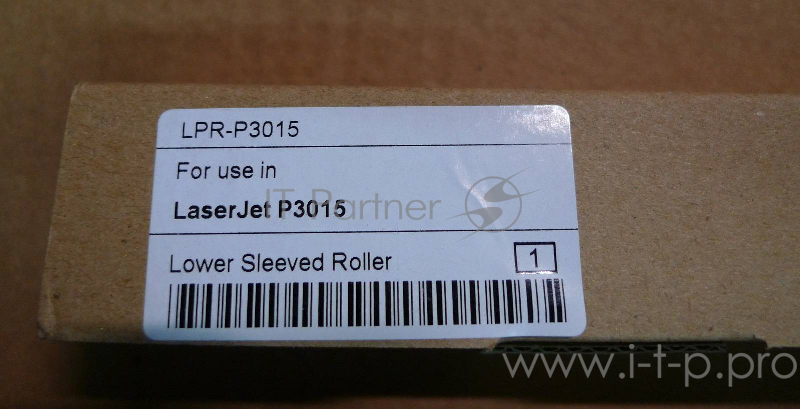 LPR-P3015
For use in
IT-Partner
LaserJet P3015
Lower Sleeved Roller
1
www.i-t-p.pro